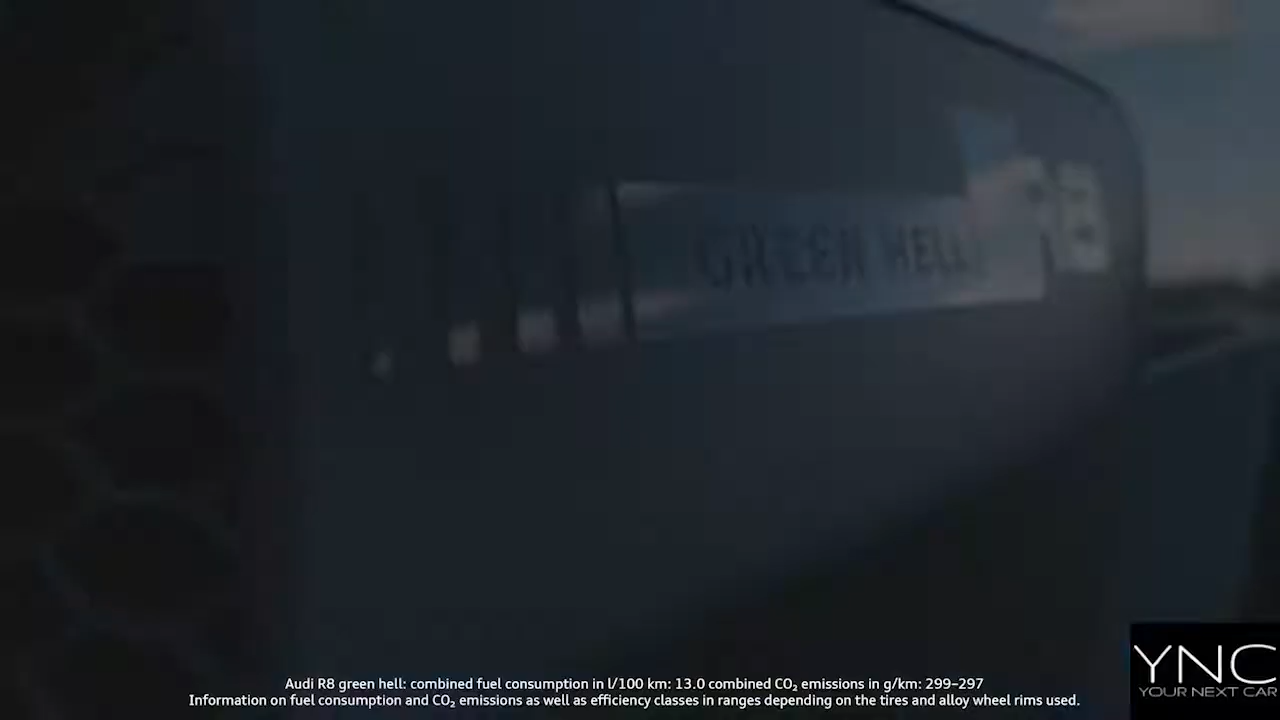 GREEN HELL R8
Audi R8 green hell: combined fuel consumption in l/100 km: 13.0 combined CO₂ emissions in g/km: 299–297
Information on fuel consumption and CO₂ emissions as well as efficiency classes in ranges depending on the tires and alloy wheel rims used.
YNC
YOUR NEXT CAR